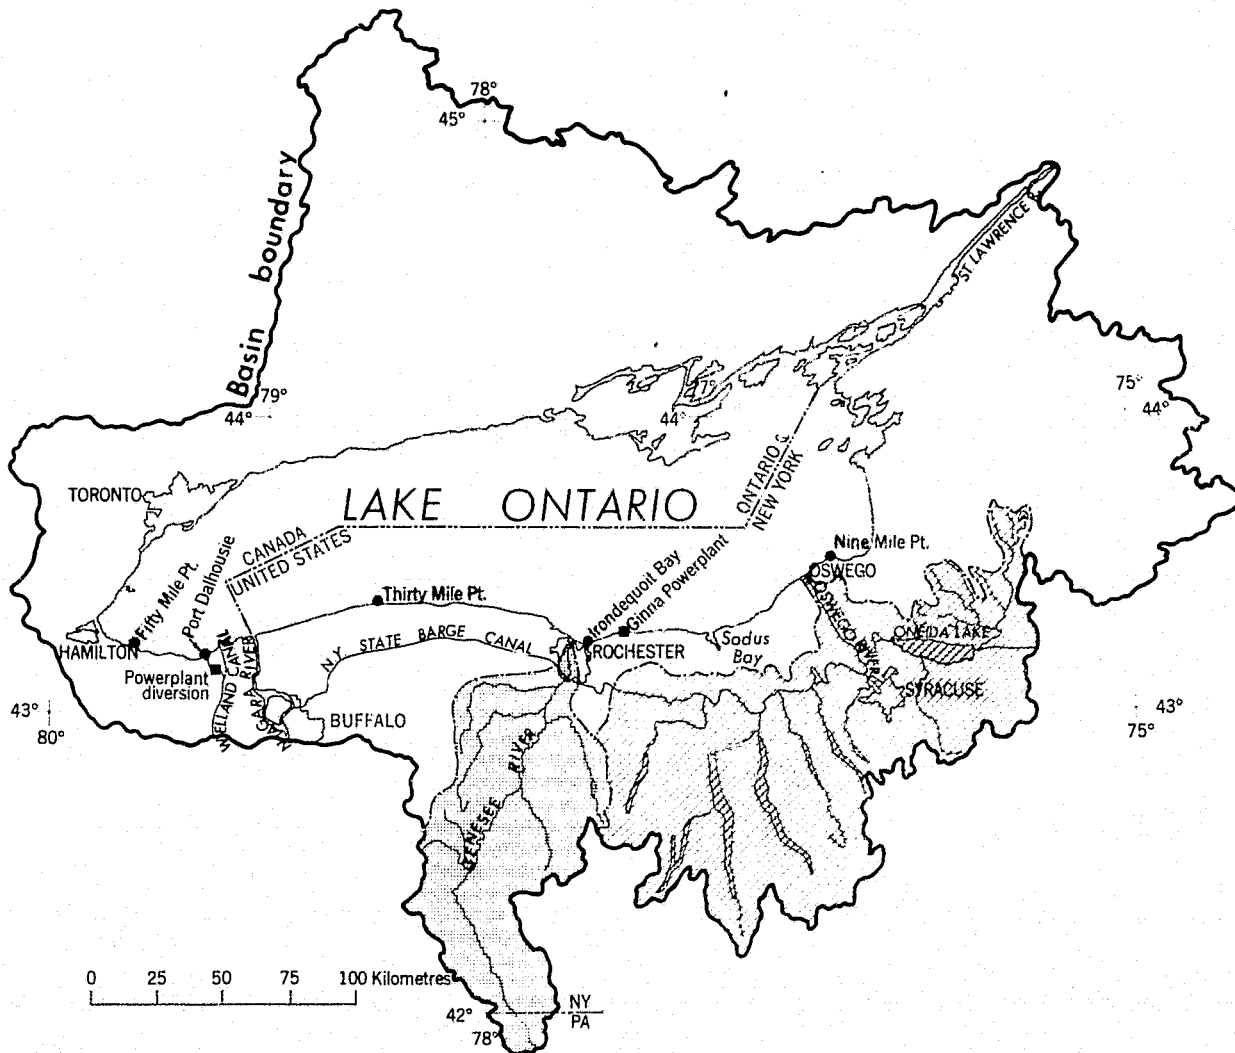 78°
45°
Basin boundary
ST LAWRENCE R.
79°
44°
77°
44°
75°
44°
TORONTO
LAKE ONTARIO
ONTARIO
NEW YORK
CANADA
UNITED STATES
Fifty Mile Pt.
Port Dalhousie
Thirty Mile Pt.
Irondequoit Bay
Ginna Powerplant
Nine Mile Pt.
OSWEGO
OSWEGO RIVER
ONEIDA LAKE
HAMILTON
Powerplant
diversion
WELLAND CANAL
NIAGARA RIVER
N.Y. STATE BARGE CANAL
ROCHESTER
Sodus
Bay
SYRACUSE
43°
80°
BUFFALO
43°
75°
GENESEE RIVER
0 25 50 75 100 Kilometres
42°
78°
NY
PA